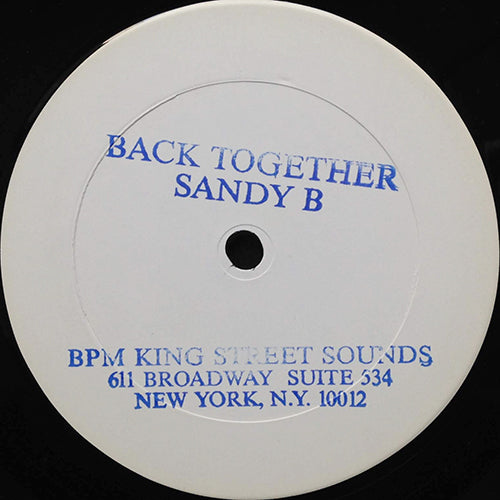 BACK TOGETHER
SANDY B
BPM KING STREET SOUNDS
611 BROADWAY SUITE 534
NEW YORK, N.Y. 10012